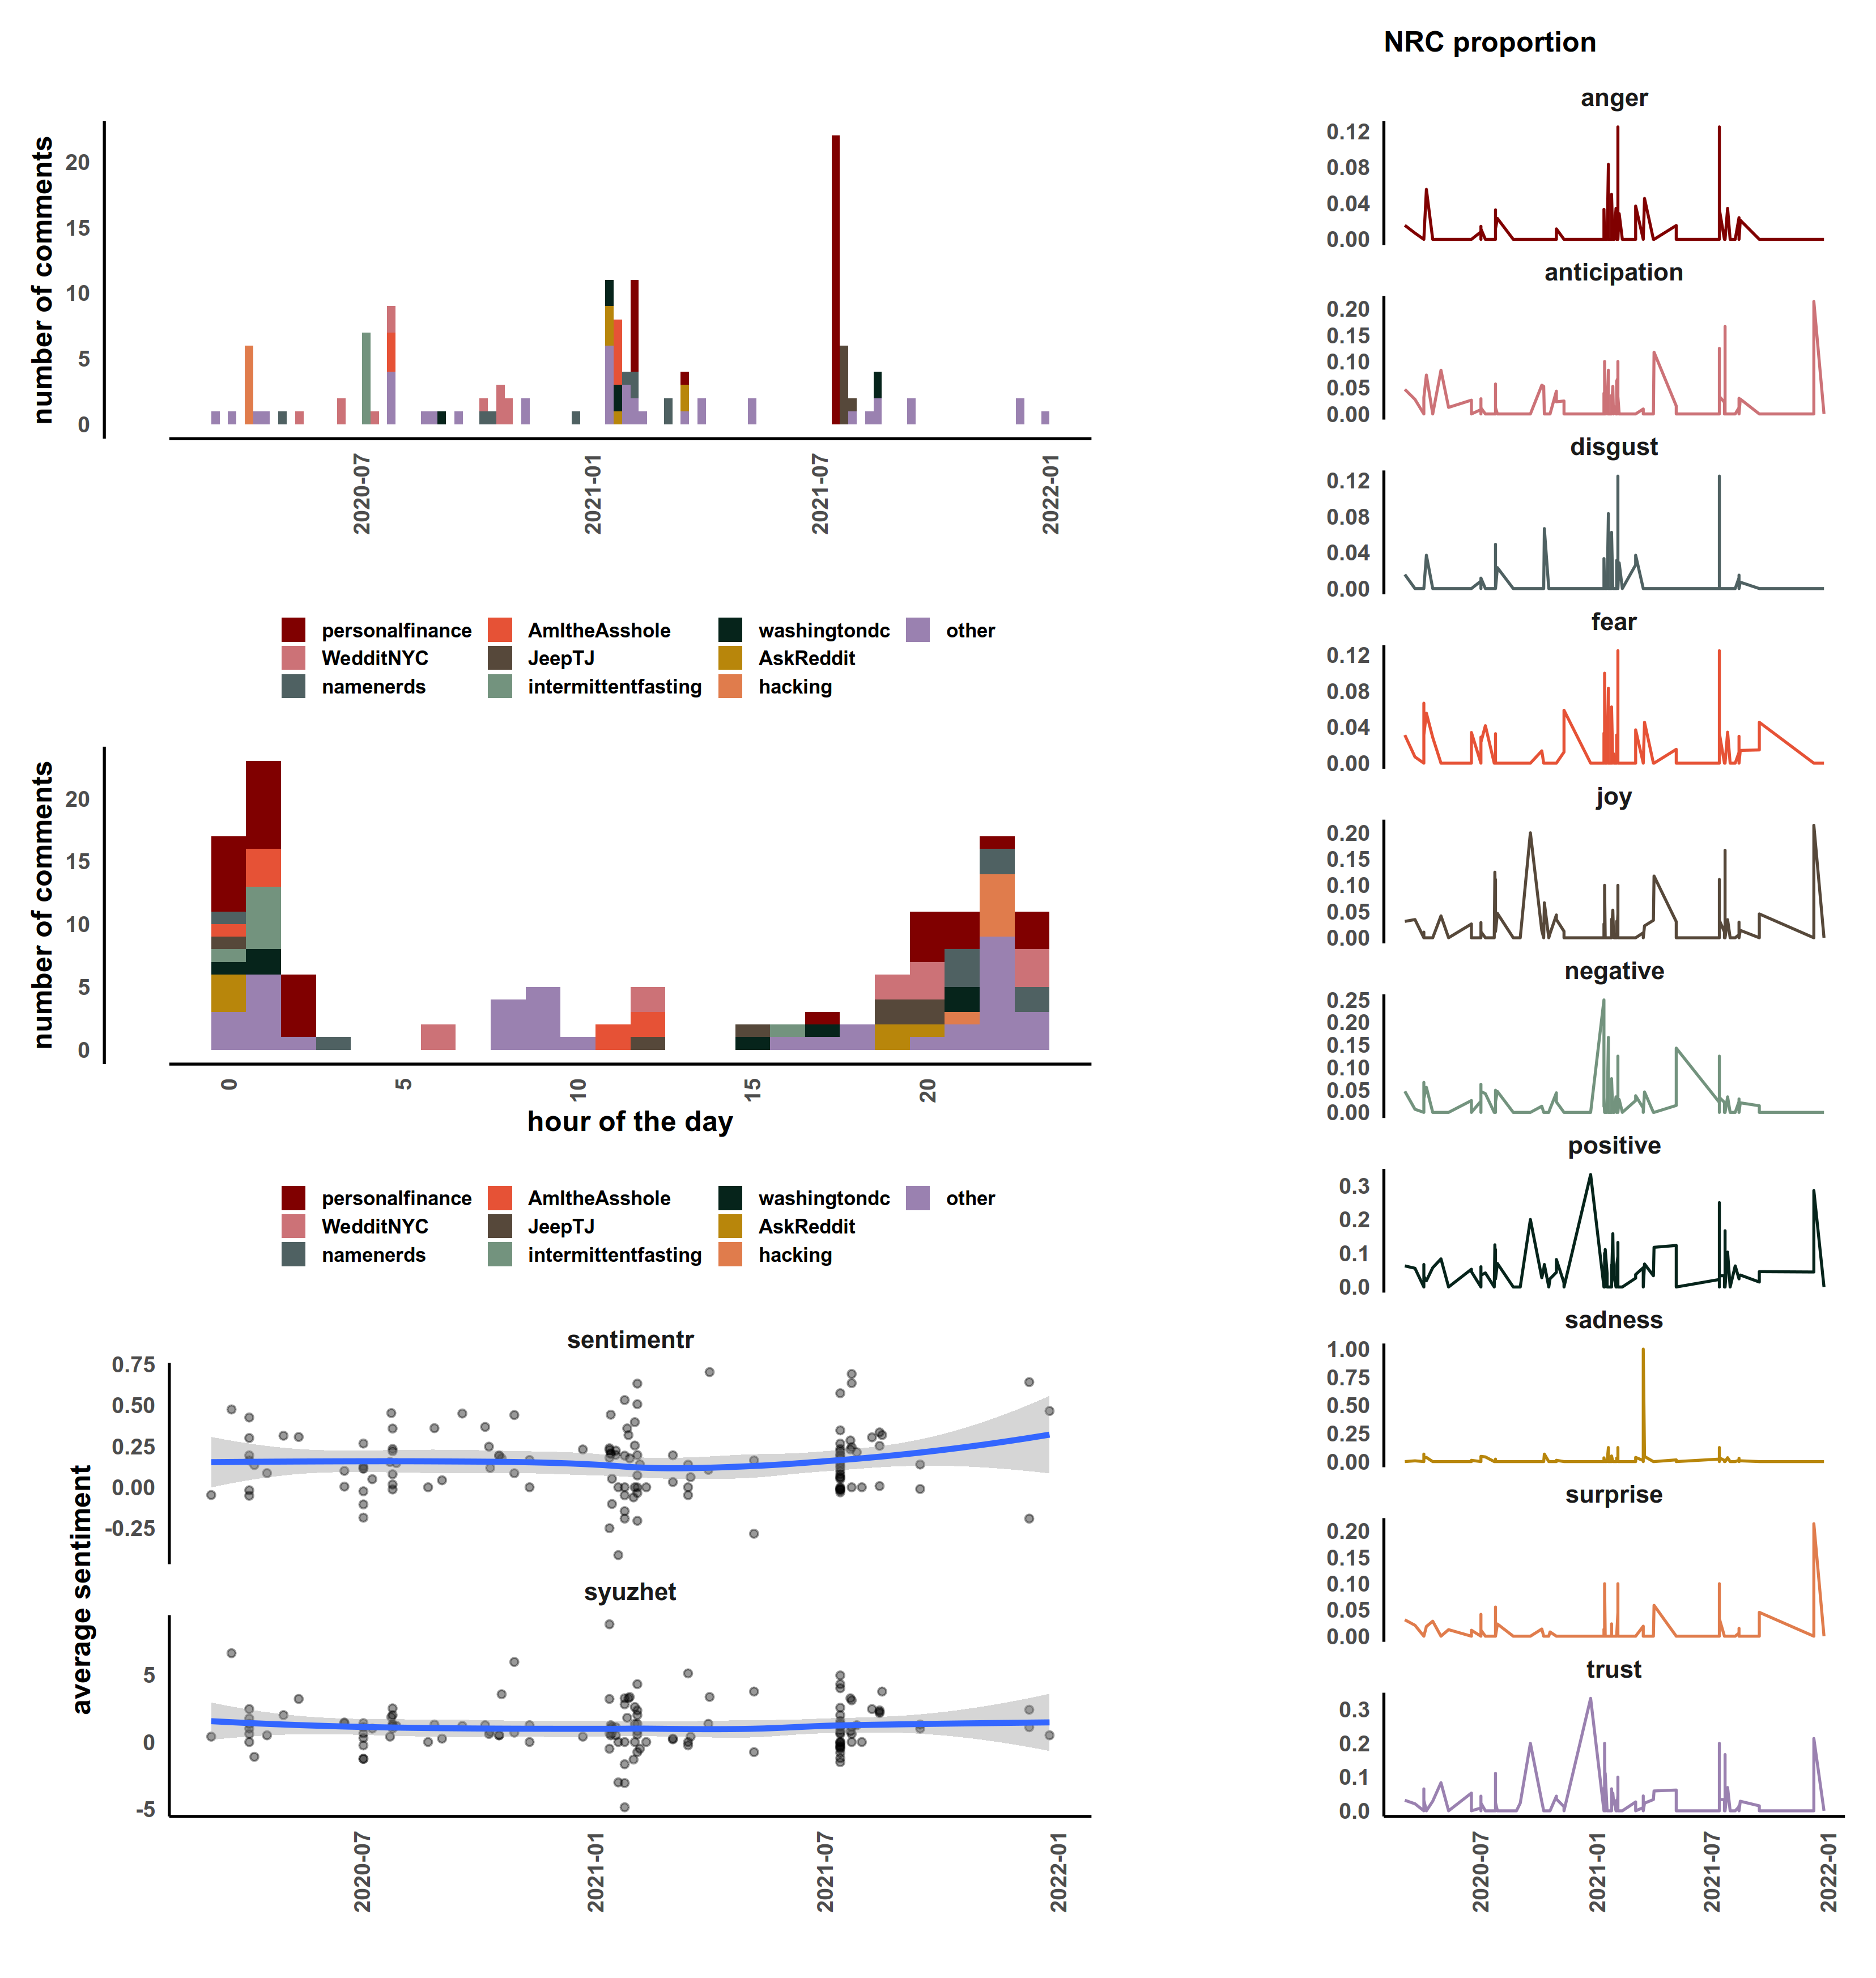 NRC proportion
number of comments
20
15
10
5
0
2020-07
2021-01
2021-07
2022-01
personalfinance
AmItheAsshole
washingtondc
other
WedditNYC
JeepTJ
AskReddit
namenerds
intermittentfasting
hacking
number of comments
20
15
10
5
0
0
5
10
15
20
hour of the day
personalfinance
AmItheAsshole
washingtondc
other
WedditNYC
JeepTJ
AskReddit
namenerds
intermittentfasting
hacking
average sentiment
sentimentr
0.75
0.50
0.25
0.00
-0.25
syuzhet
5
0
-5
2020-07
2021-01
2021-07
2022-01
anger
0.12
0.08
0.04
0.00
anticipation
0.20
0.15
0.10
0.05
0.00
disgust
0.12
0.08
0.04
0.00
fear
0.12
0.08
0.04
0.00
joy
0.20
0.15
0.10
0.05
0.00
negative
0.25
0.20
0.15
0.10
0.05
0.00
positive
0.3
0.2
0.1
0.0
sadness
1.00
0.75
0.50
0.25
0.00
surprise
0.20
0.15
0.10
0.05
0.00
trust
0.3
0.2
0.1
0.0
2020-07
2021-01
2021-07
2022-01